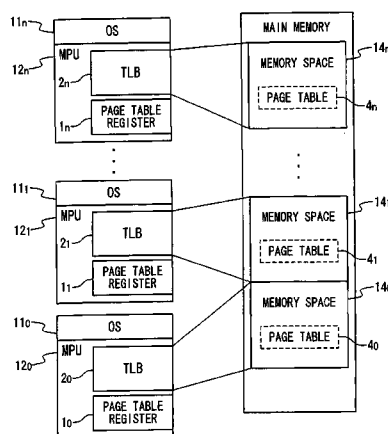 11n
OS
MPU
12n
2n
TLB
1n
PAGE TABLE
REGISTER
MAIN MEMORY
14n
MEMORY SPACE
PAGE TABLE
4n
111
OS
MPU
121
21
TLB
11
PAGE TABLE
REGISTER
141
MEMORY SPACE
PAGE TABLE
41
110
OS
MPU
120
20
TLB
10
PAGE TABLE
REGISTER
140
MEMORY SPACE
PAGE TABLE
40